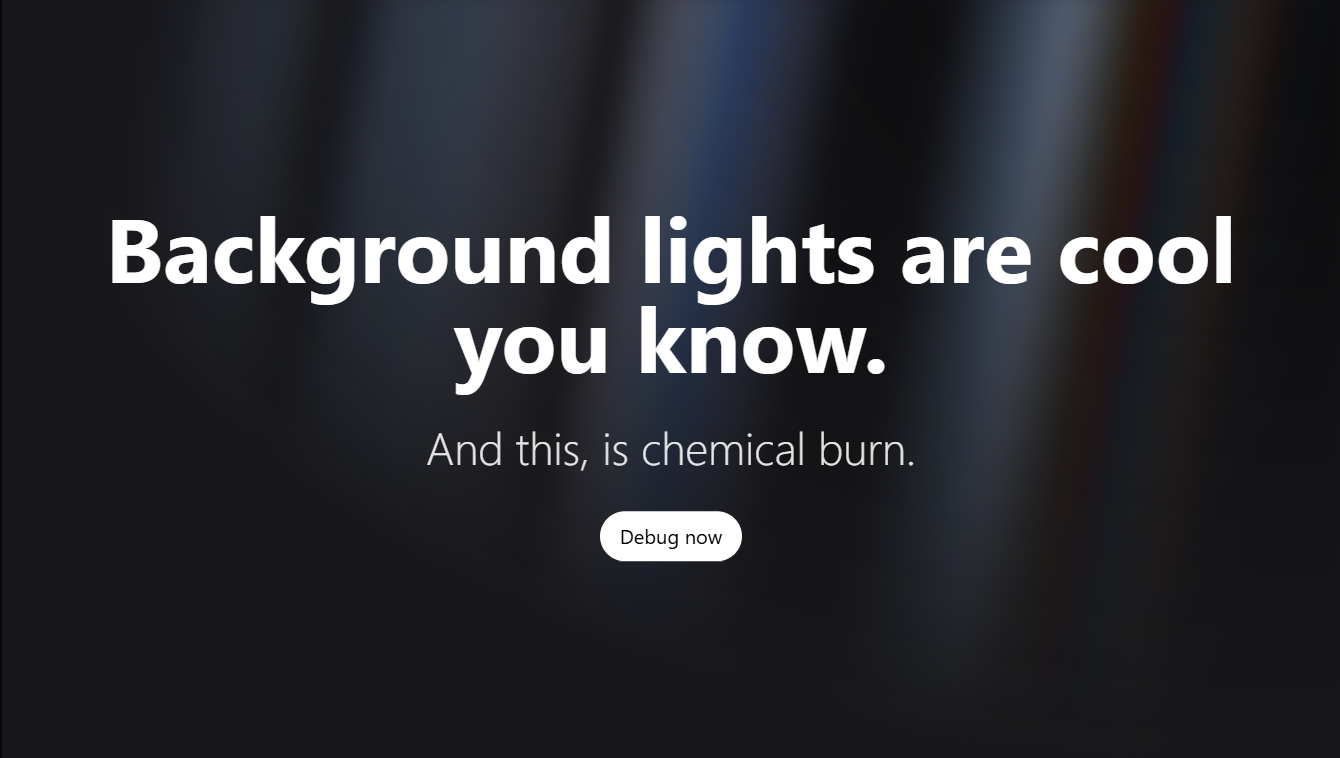 Background lights are cool
you know.
And this, is chemical burn.
Debug now